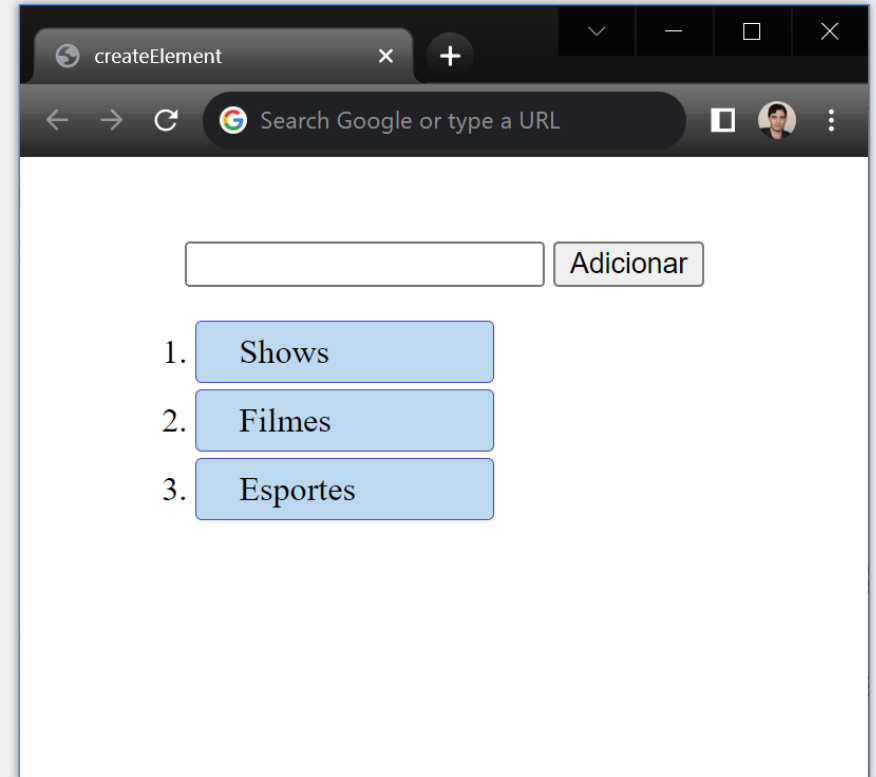 createElement
Search Google or type a URL
Adicionar
1. Shows
2. Filmes
3. Esportes